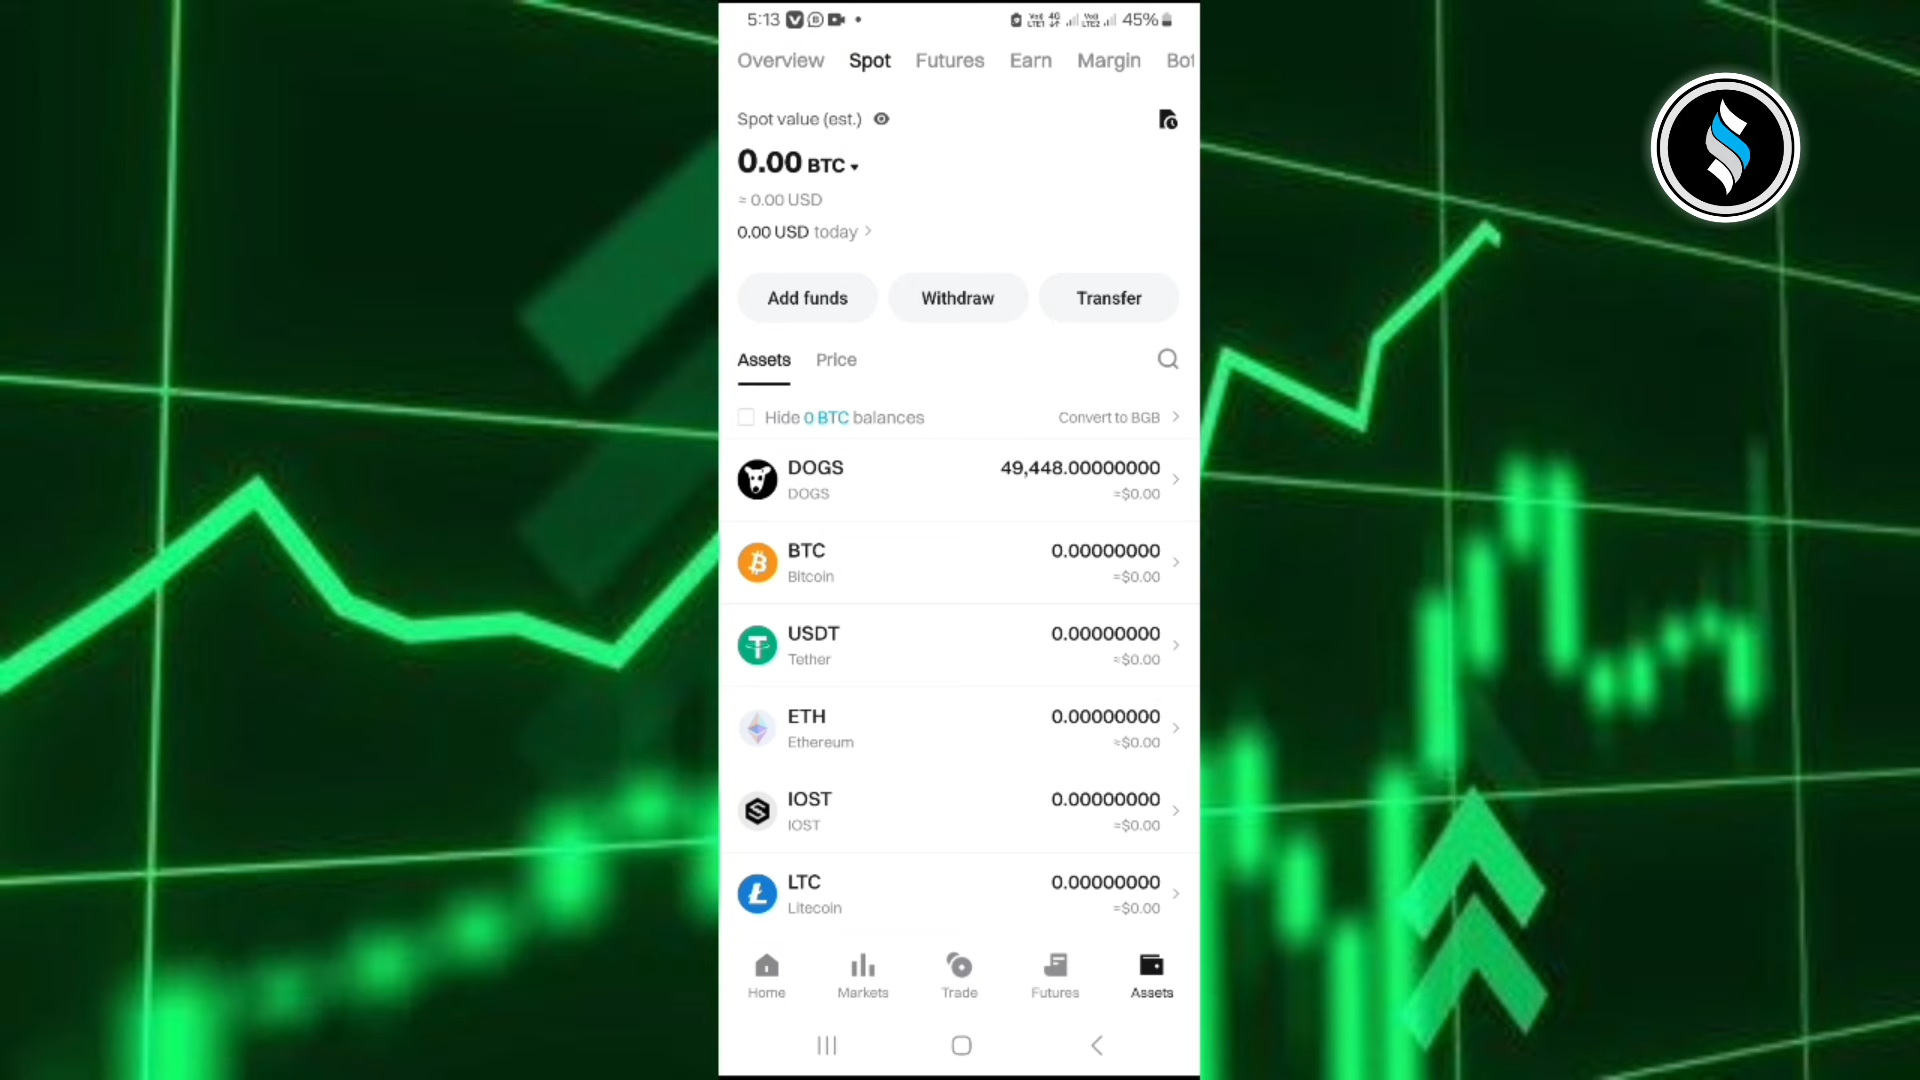 5:13
45%
Overview Spot Futures Earn Margin Bot
Spot value (est.)
0.00 BTC
≈ 0.00 USD
0.00 USD today
Add funds Withdraw Transfer
Assets Price
Hide 0 BTC balances Convert to BGB
DOGS 49,448.00000000
DOGS ≈$0.00
BTC 0.00000000
Bitcoin ≈$0.00
USDT 0.00000000
Tether ≈$0.00
ETH 0.00000000
Ethereum ≈$0.00
IOST 0.00000000
IOST ≈$0.00
LTC 0.00000000
Litecoin ≈$0.00
Home Markets Trade Futures Assets